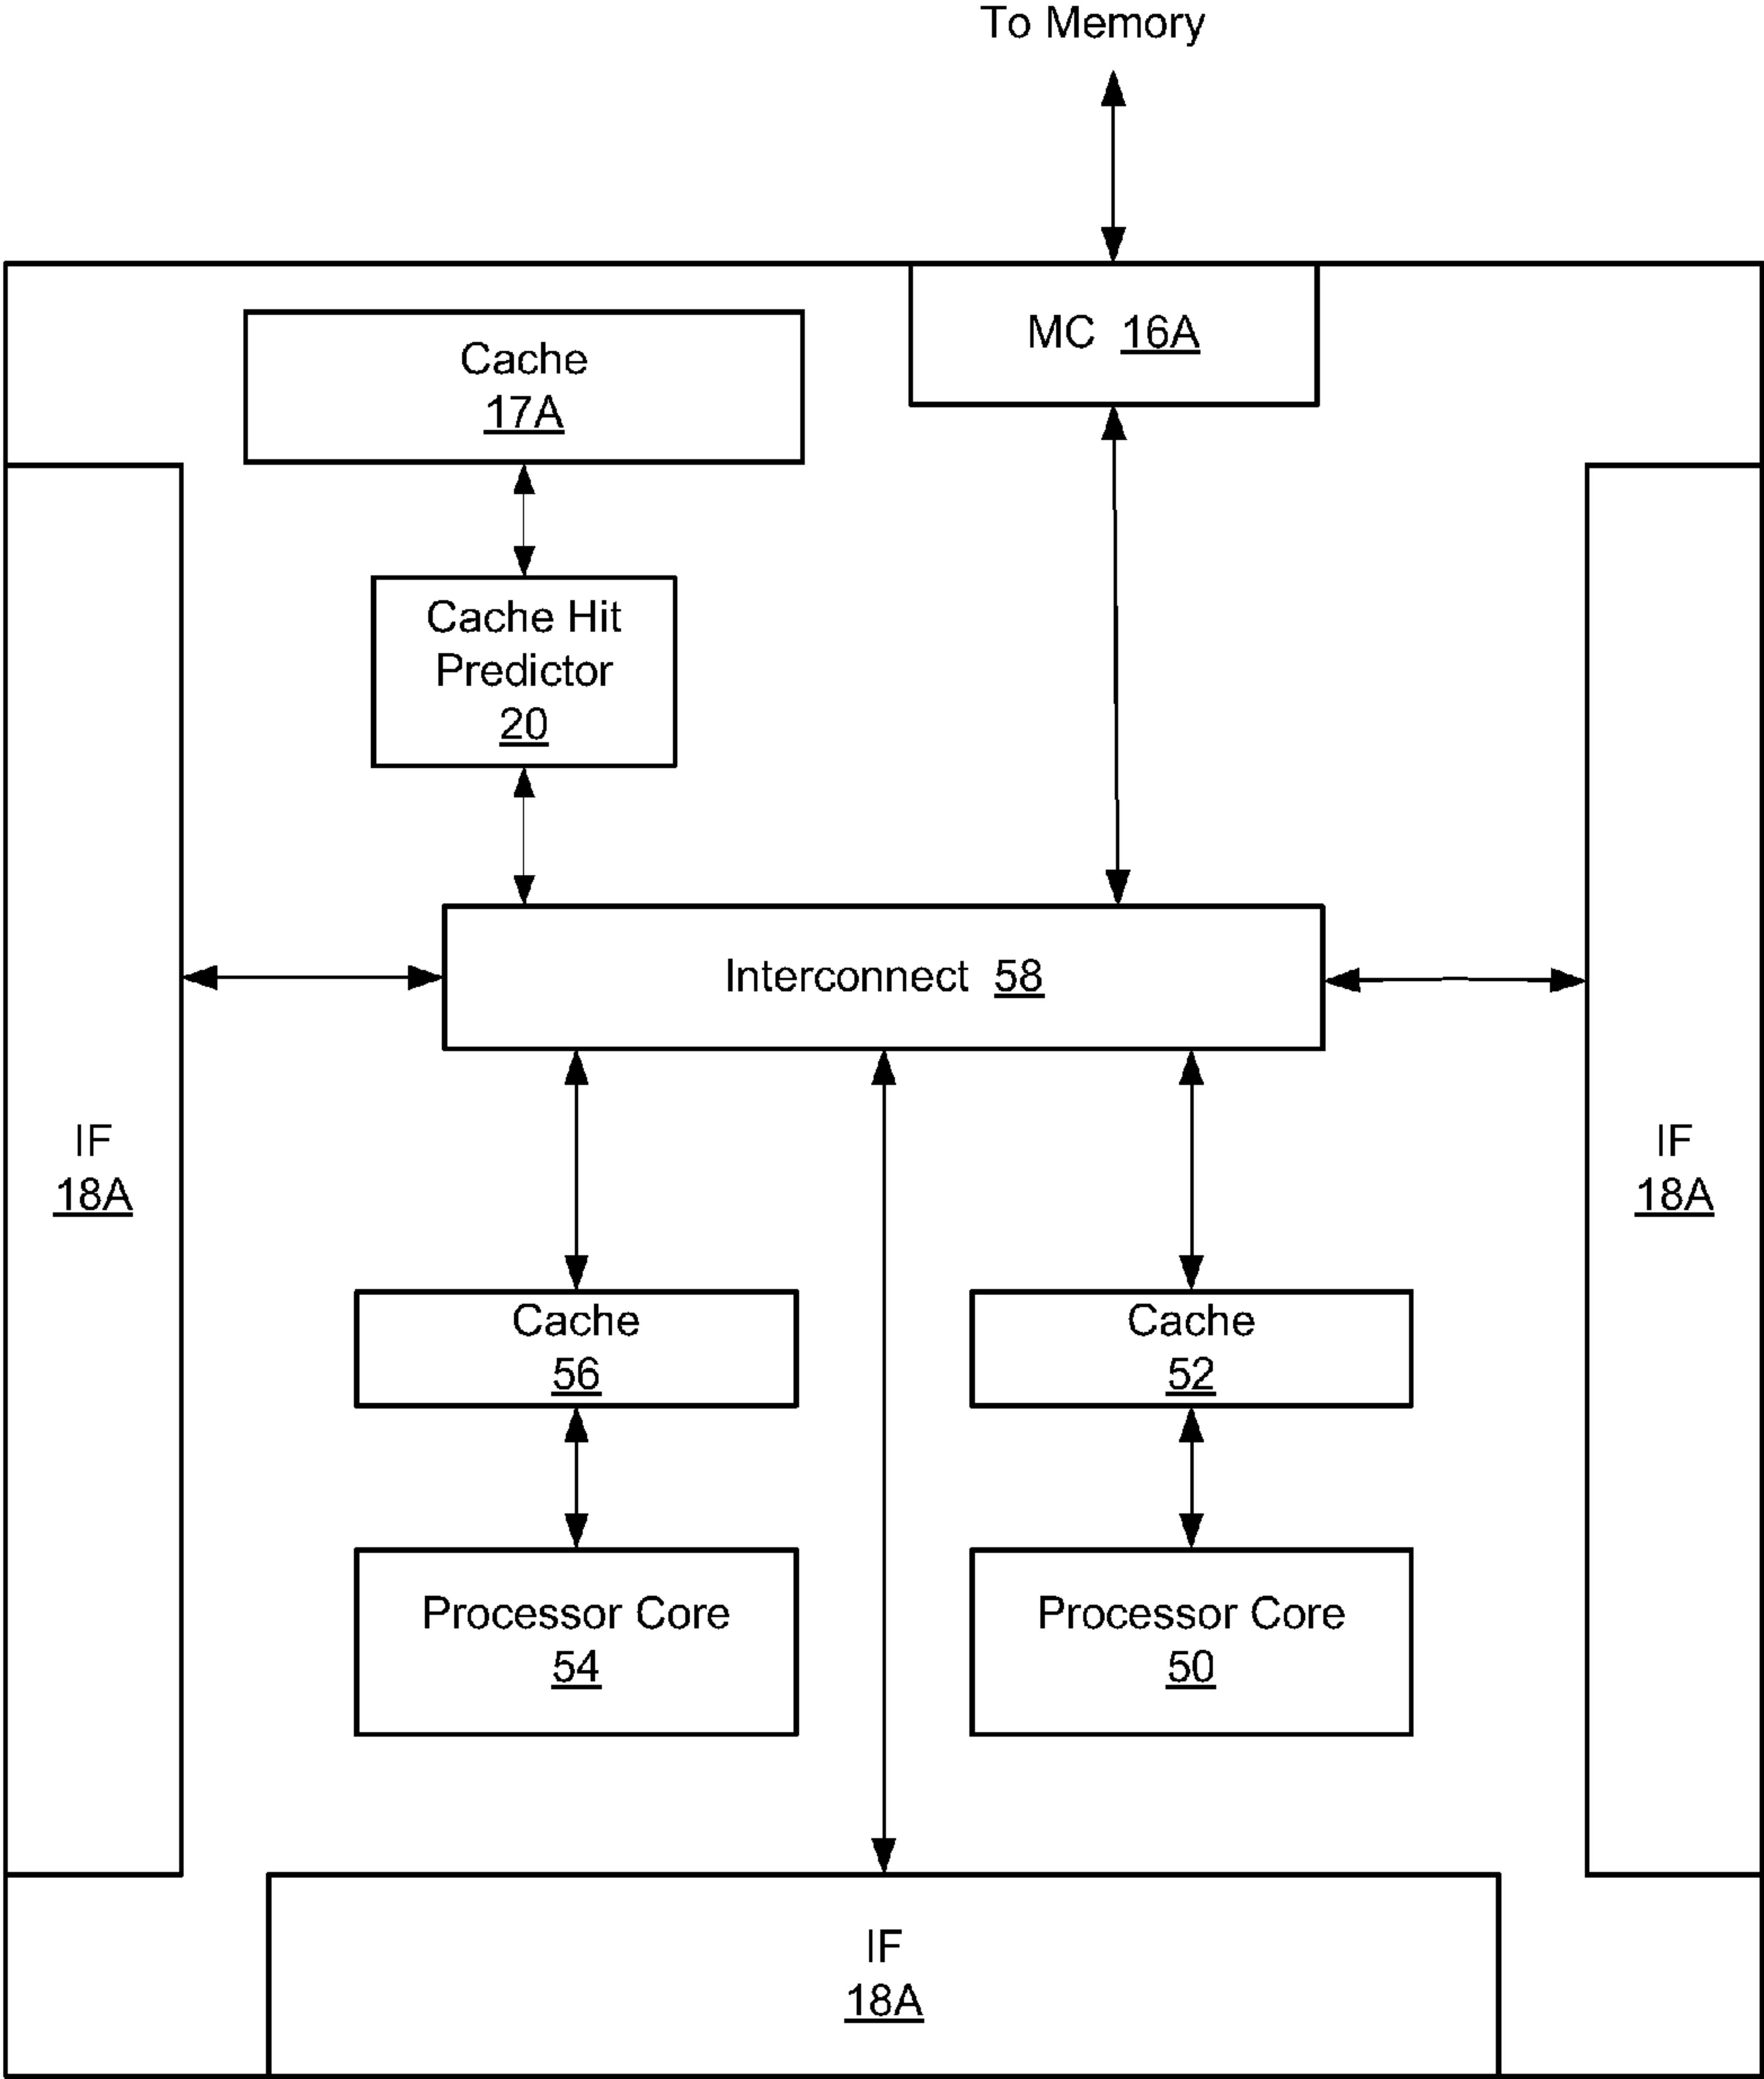 To Memory
MC 16A
Cache
17A
Cache Hit
Predictor
20
Interconnect 58
IF
18A
IF
18A
Cache
56
Cache
52
Processor Core
54
Processor Core
50
IF
18A